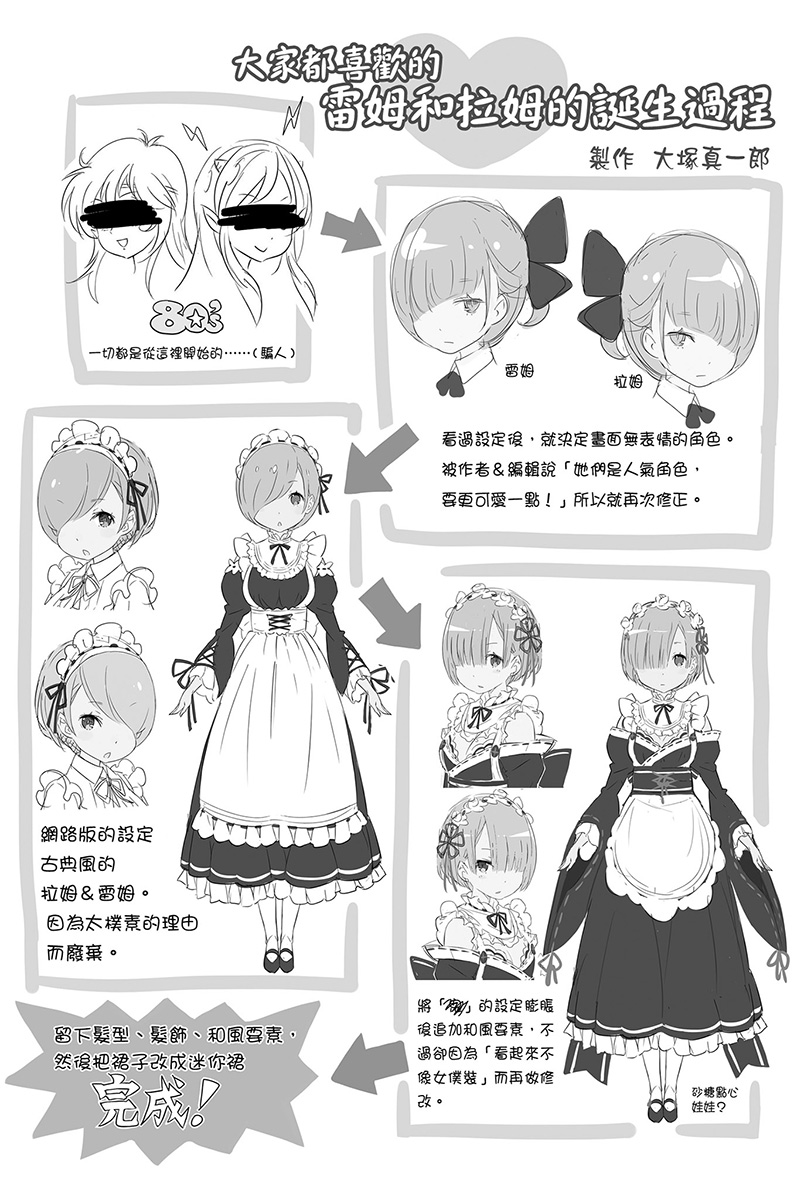 大家都喜歡的
雷姆和拉姆的誕生過程
製作 大塚真一郎
80's
一切都是從這裡開始的……（騙人）
雷姆
拉姆
看過設定後，就決定畫面無表情的角色。
被作者＆編輯說「她們是人氣角色，
要更可愛一點！」所以就再次修正。
網路版的設定
古典風的
拉姆＆雷姆。
因為太樸素的理由
而廢棄。
將「」的設定膨脹
後追加和風要素，不
過卻因為「看起來不
像女僕裝」而再做修
改。
砂糖點心
娃娃？
留下髮型、髮飾、和風要素，
然後把裙子改成迷你裙
完成！